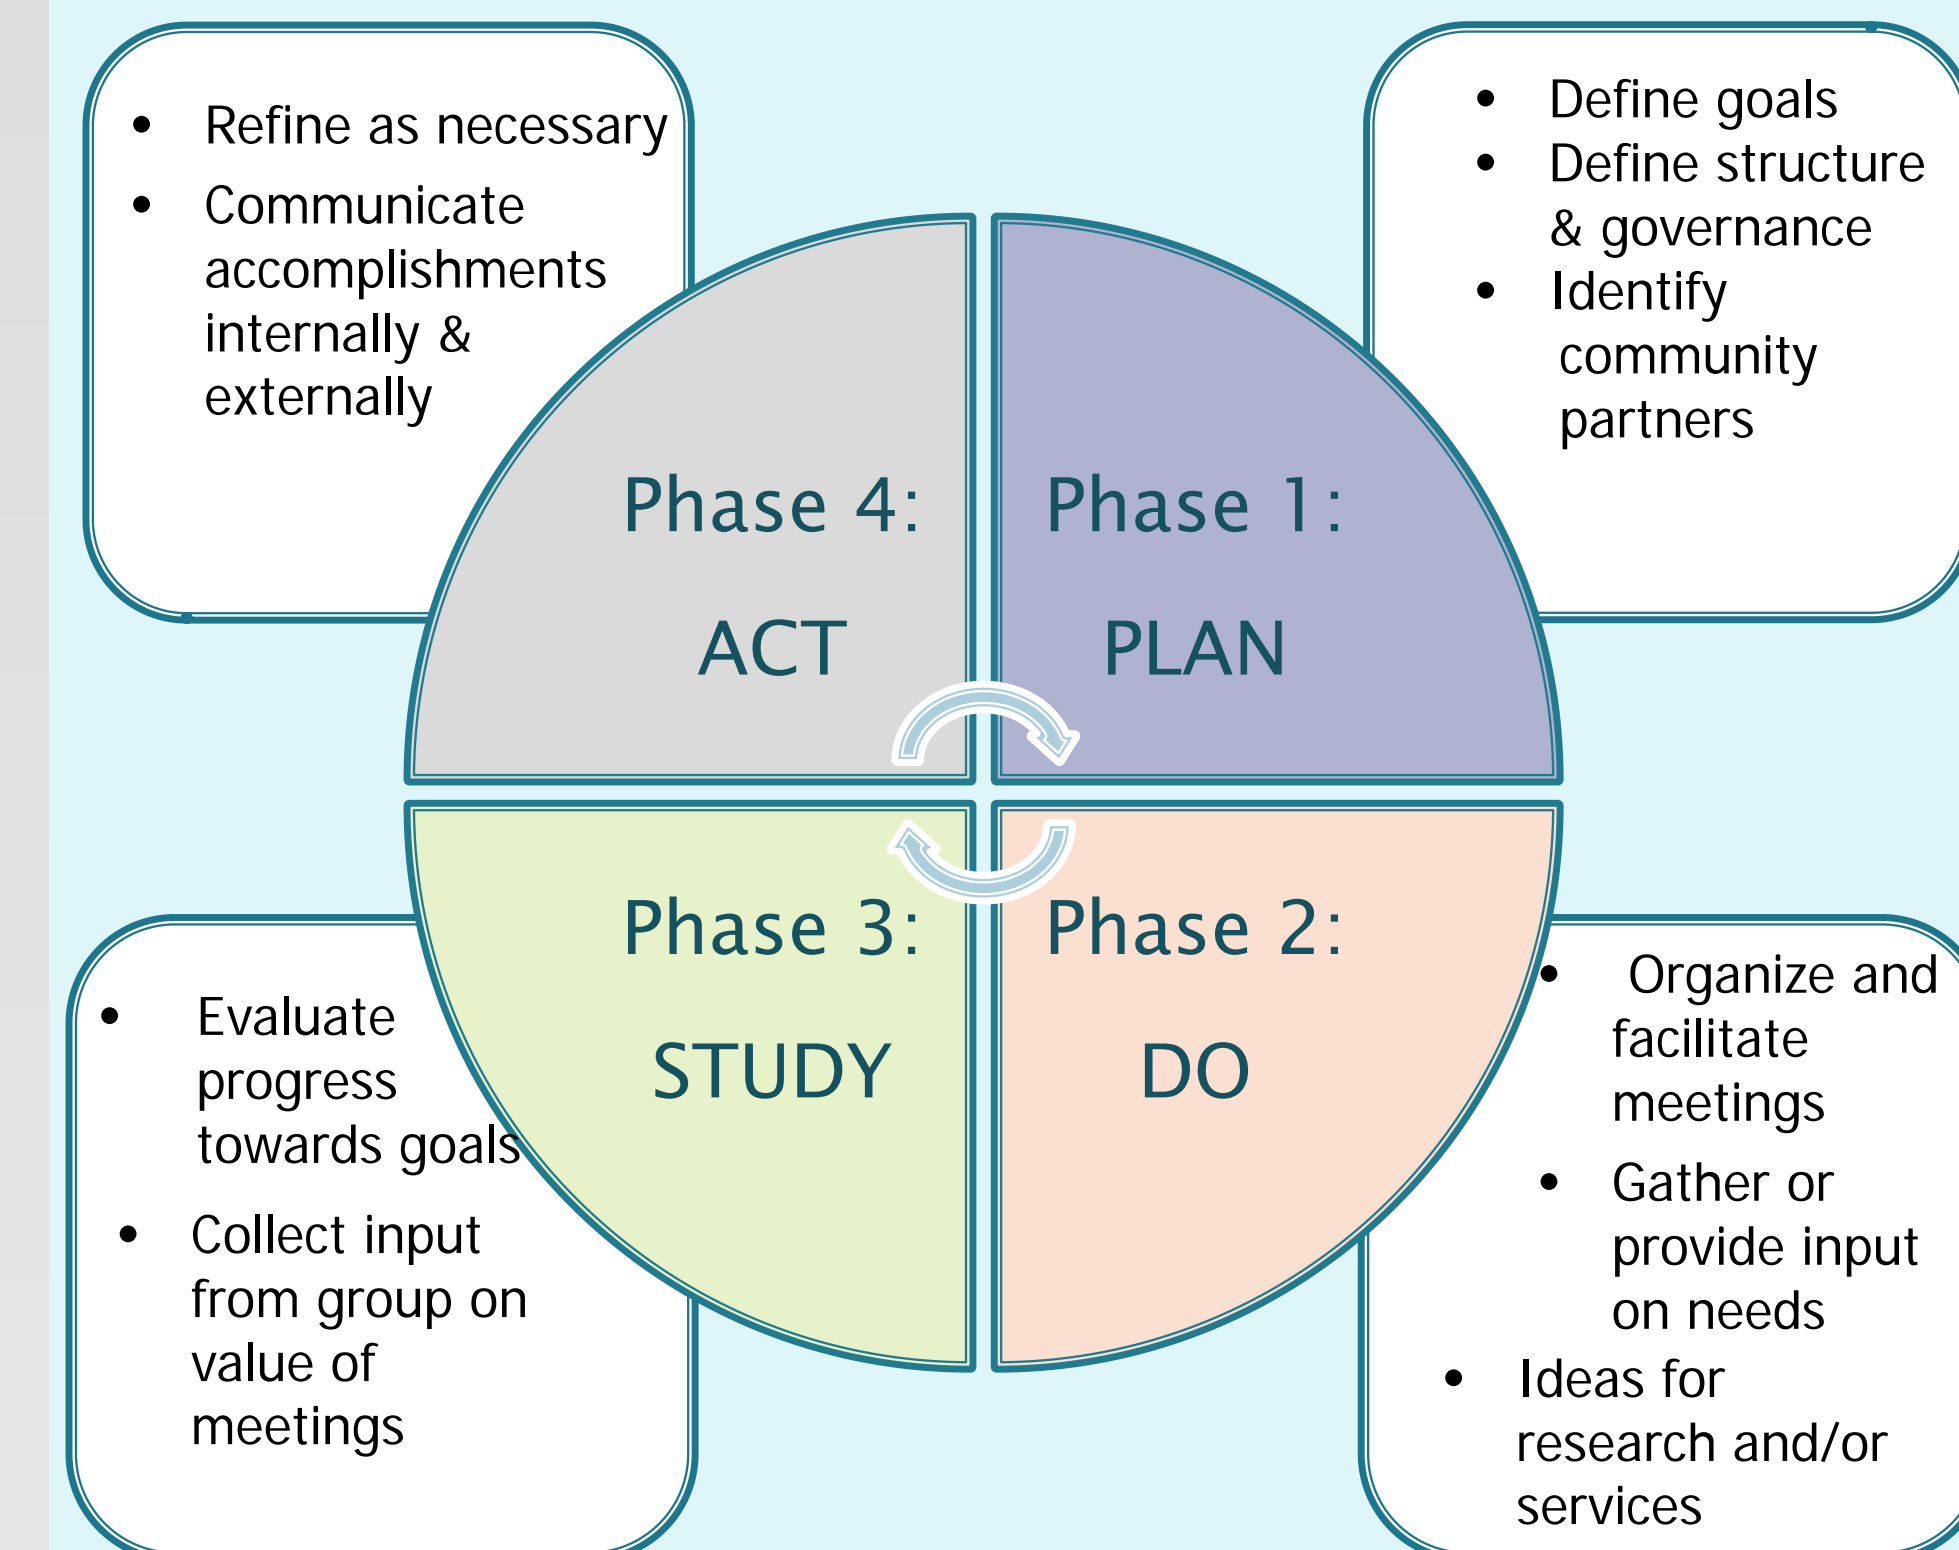 • Refine as necessary
• Communicate
accomplishments
internally &
externally
• Define goals
• Define structure
& governance
• Identify
community
partners
Phase 4:
ACT
Phase 1:
PLAN
Phase 3:
STUDY
Phase 2:
DO
• Evaluate
progress
towards goals
• Collect input
from group on
value of
meetings
• Organize and
facilitate
meetings
• Gather or
provide input
on needs
• Ideas for
research and/or
services